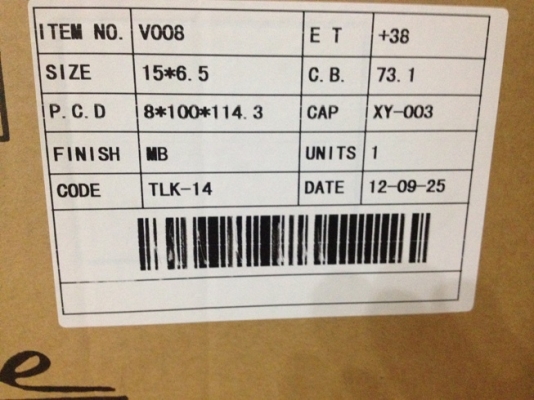 ITEM NO. V008 ET +38
SIZE 15*6.5 C.B. 73.1
P.C.D 8*100*114.3 CAP XY-003
FINISH MB UNITS 1
CODE TLK-14 DATE 12-09-25
e